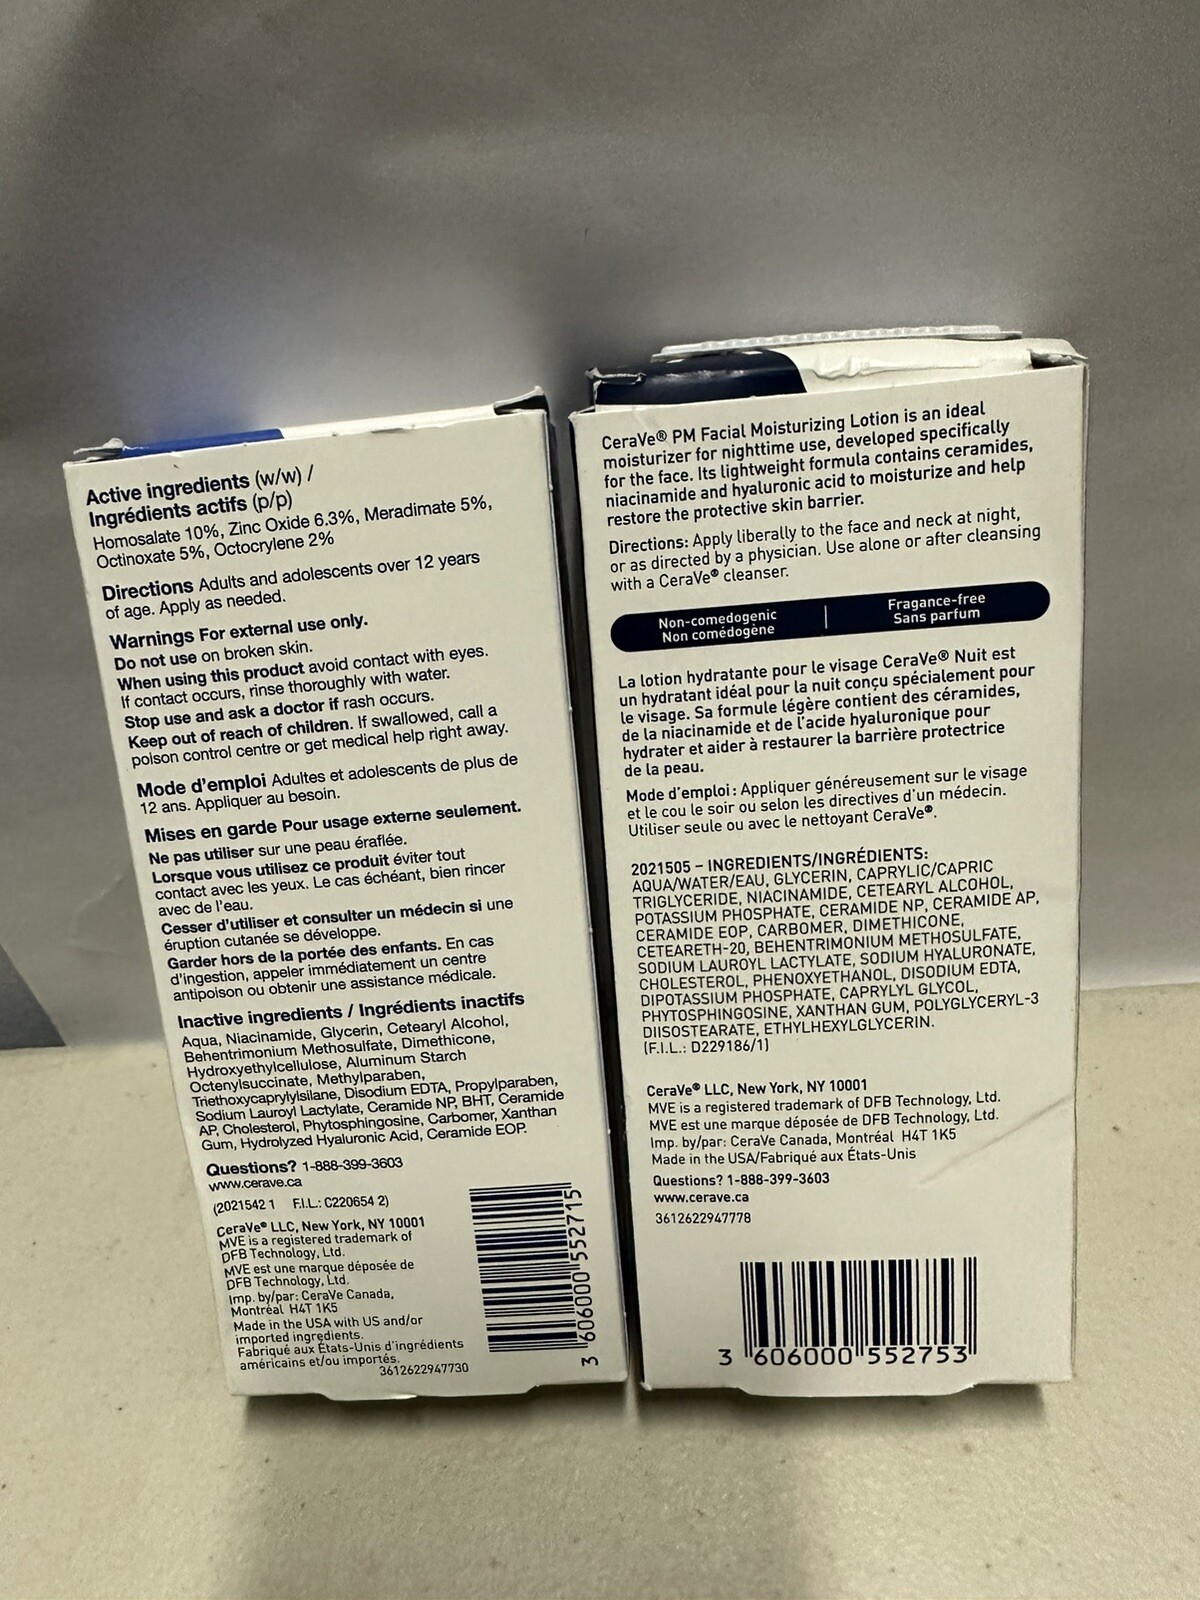 Active ingredients (w/w) /
Ingrédients actifs (p/p)
Homosalate 10%, Zinc Oxide 6.3%, Meradimate 5%,
Octinoxate 5%, Octocrylene 2%
Directions Adults and adolescents over 12 years
of age. Apply as needed.
Warnings For external use only.
Do not use on broken skin.
When using this product avoid contact with eyes.
If contact occurs, rinse thoroughly with water.
Stop use and ask a doctor if rash occurs.
Keep out of reach of children. If swallowed, call a
poison control centre or get medical help right away.
Mode d'emploi Adultes et adolescents de plus de
12 ans. Appliquer au besoin.
Mises en garde Pour usage externe seulement.
Ne pas utiliser sur une peau éraflée.
Lorsque vous utilisez ce produit éviter tout
contact avec les yeux. Le cas échéant, bien rincer
avec de l'eau.
Cesser d'utiliser et consulter un médecin si une
éruption cutanée se développe.
Garder hors de la portée des enfants. En cas
d'ingestion, appeler immédiatement un centre
antipoison ou obtenir une assistance médicale.
Inactive ingredients / Ingrédients inactifs
Aqua, Niacinamide, Glycerin, Cetearyl Alcohol,
Behentrimonium Methosulfate, Dimethicone,
Hydroxyethylcellulose, Aluminum Starch
Octenylsuccinate, Methylparaben,
Triethoxycaprylylsilane, Disodium EDTA, Propylparaben,
Sodium Lauroyl Lactylate, Ceramide NP, BHT, Ceramide
AP, Cholesterol, Phytosphingosine, Carbomer, Xanthan
Gum, Hydrolyzed Hyaluronic Acid, Ceramide EOP.
Questions? 1-888-399-3603
www.cerave.ca
(2021542 1 F.I.L.: C220654 2)
CeraVe® LLC, New York, NY 10001
MVE is a registered trademark of
DFB Technology, Ltd.
MVE est une marque déposée de
DFB Technology, Ltd.
Imp. by/par: CeraVe Canada,
Montréal H4T 1K5
Made in the USA with US and/or
imported ingredients.
Fabriqué aux États-Unis d'ingrédients
américains et/ou importés.
3612622947730
3 606000 552715
CeraVe® PM Facial Moisturizing Lotion is an ideal
moisturizer for nighttime use, developed specifically
for the face. Its lightweight formula contains ceramides,
niacinamide and hyaluronic acid to moisturize and help
restore the protective skin barrier.
Directions: Apply liberally to the face and neck at night,
or as directed by a physician. Use alone or after cleansing
with a CeraVe® cleanser.
Non-comedogenic
Non comédogène
Fragance-free
Sans parfum
La lotion hydratante pour le visage CeraVe® Nuit est
un hydratant idéal pour la nuit conçu spécialement pour
le visage. Sa formule légère contient des céramides,
de la niacinamide et de l'acide hyaluronique pour
hydrater et aider à restaurer la barrière protectrice
de la peau.
Mode d'emploi: Appliquer généreusement sur le visage
et le cou le soir ou selon les directives d'un médecin.
Utiliser seule ou avec le nettoyant CeraVe®.
2021505 – INGREDIENTS/INGRÉDIENTS:
AQUA/WATER/EAU, GLYCERIN, CAPRYLIC/CAPRIC
TRIGLYCERIDE, NIACINAMIDE, CETEARYL ALCOHOL,
POTASSIUM PHOSPHATE, CERAMIDE NP, CERAMIDE AP,
CERAMIDE EOP, CARBOMER, DIMETHICONE,
CETEARETH-20, BEHENTRIMONIUM METHOSULFATE,
SODIUM LAUROYL LACTYLATE, SODIUM HYALURONATE,
CHOLESTEROL, PHENOXYETHANOL, DISODIUM EDTA,
DIPOTASSIUM PHOSPHATE, CAPRYLYL GLYCOL,
PHYTOSPHINGOSINE, XANTHAN GUM, POLYGLYCERYL-3
DIISOSTEARATE, ETHYLHEXYLGLYCERIN.
(F.I.L.: D229186/1)
CeraVe® LLC, New York, NY 10001
MVE is a registered trademark of DFB Technology, Ltd.
MVE est une marque déposée de DFB Technology, Ltd.
Imp. by/par: CeraVe Canada, Montréal H4T 1K5
Made in the USA/Fabriqué aux États-Unis
Questions? 1-888-399-3603
www.cerave.ca
3612622947778
3 606000 552753